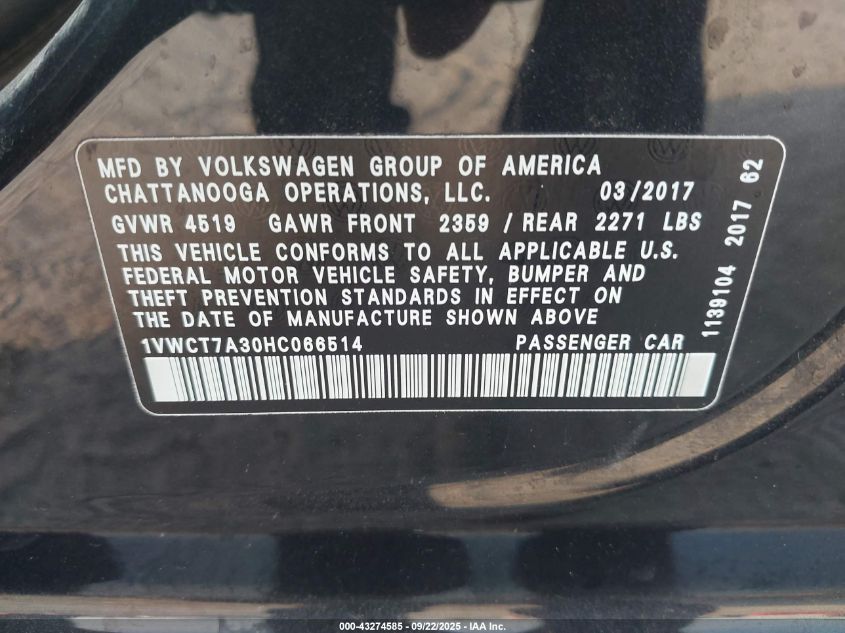 MFD BY VOLKSWAGEN GROUP OF AMERICA
CHATTANOOGA OPERATIONS, LLC. 03/2017
GVWR 4519 GAWR FRONT 2359 / REAR 2271 LBS
THIS VEHICLE CONFORMS TO ALL APPLICABLE U.S.
FEDERAL MOTOR VEHICLE SAFETY, BUMPER AND
THEFT PREVENTION STANDARDS IN EFFECT ON
THE DATE OF MANUFACTURE SHOWN ABOVE
1VWCT7A30HC066514 PASSENGER CAR
1139104 2017 62
000-43274585 - 09/22/2025 - IAA Inc.